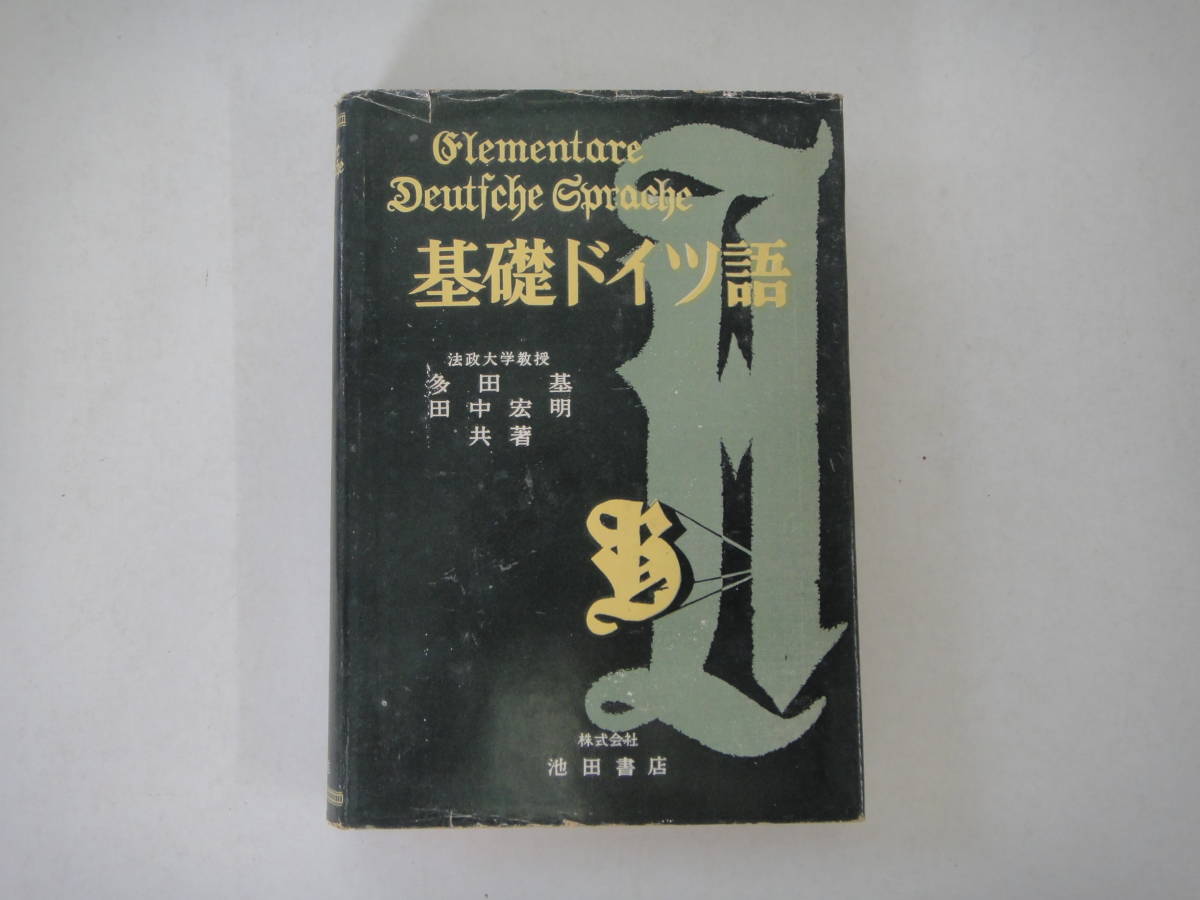 Elementare
Deutſche Sprache
基礎ドイツ語
法政大学教授
多田 基
田中宏明
共著
株式会社
池田書店